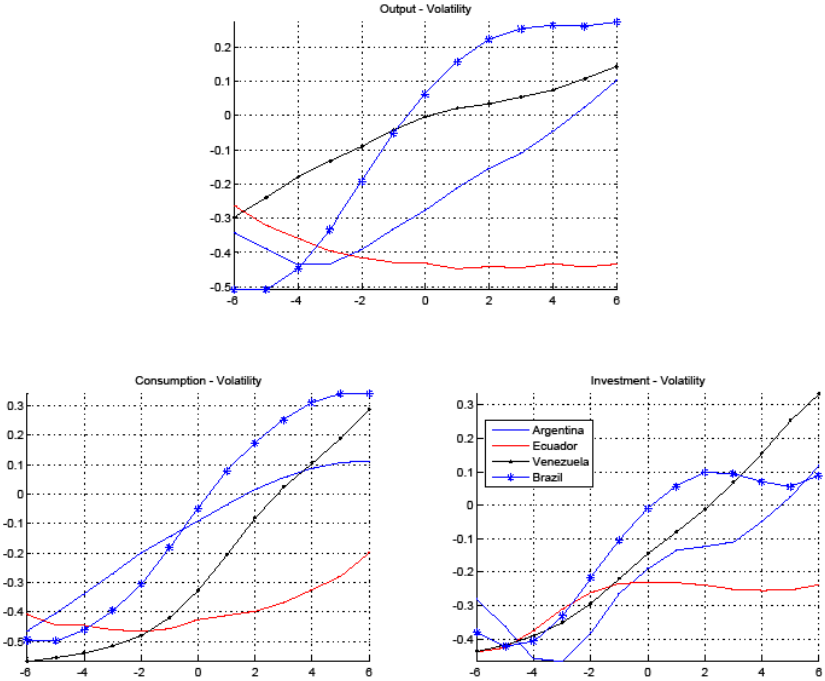 Output - Volatility
0.2
0.1
0
-0.1
-0.2
-0.3
-0.4
-0.5
-6 -4 -2 0 2 4 6
Consumption - Volatility
0.3
0.2
0.1
0
-0.1
-0.2
-0.3
-0.4
-0.5
-6 -4 -2 0 2 4 6
Investment - Volatility
0.3
0.2
0.1
0
-0.1
-0.2
-0.3
-0.4
-6 -4 -2 0 2 4 6
Argentina
Ecuador
Venezuela
Brazil